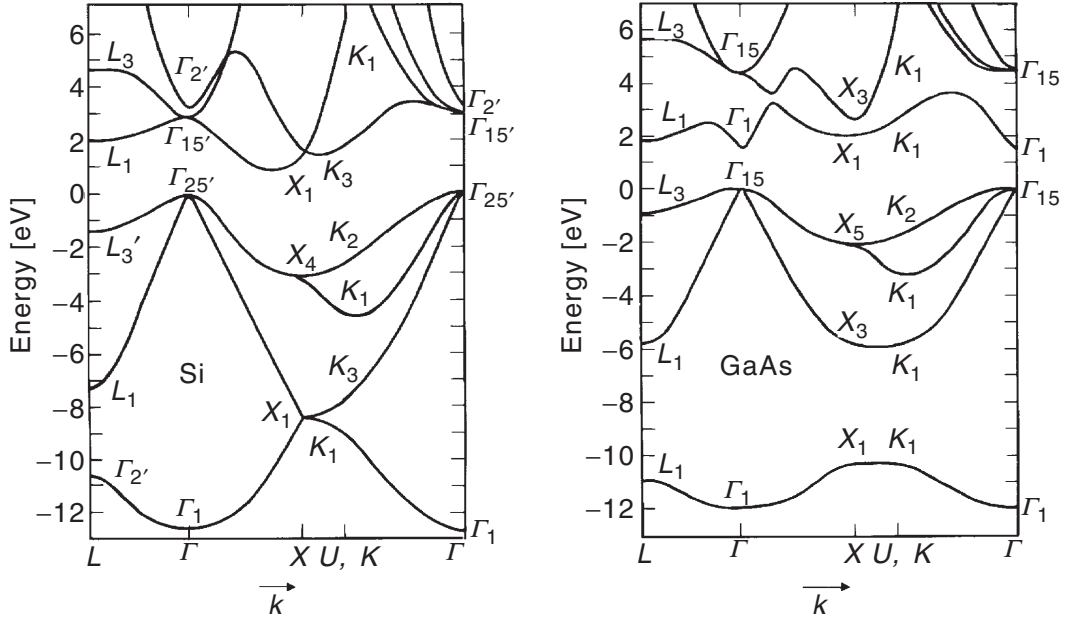 Energy [eV]
6
4
2
0
−2
−4
−6
−8
−10
−12
L₃
Γ₂′
K₁
Γ₂′
Γ₁₅′
Γ₁₅′
L₁
K₃
X₁
Γ₂₅′
Γ₂₅′
L₃′
X₄
K₂
K₁
Si
K₃
L₁
X₁
K₁
Γ₂′
Γ₁
Γ₁
L Γ X U, K Γ
k
Energy [eV]
6
4
2
0
−2
−4
−6
−8
−10
−12
L₃
Γ₁₅
K₁
Γ₁₅
X₃
L₁
Γ₁
X₁
K₁
Γ₁
L₃
Γ₁₅
Γ₁₅
X₅
K₂
K₁
X₃
L₁
GaAs
K₁
X₁
K₁
L₁
Γ₁
Γ₁
L Γ X U, K Γ
k